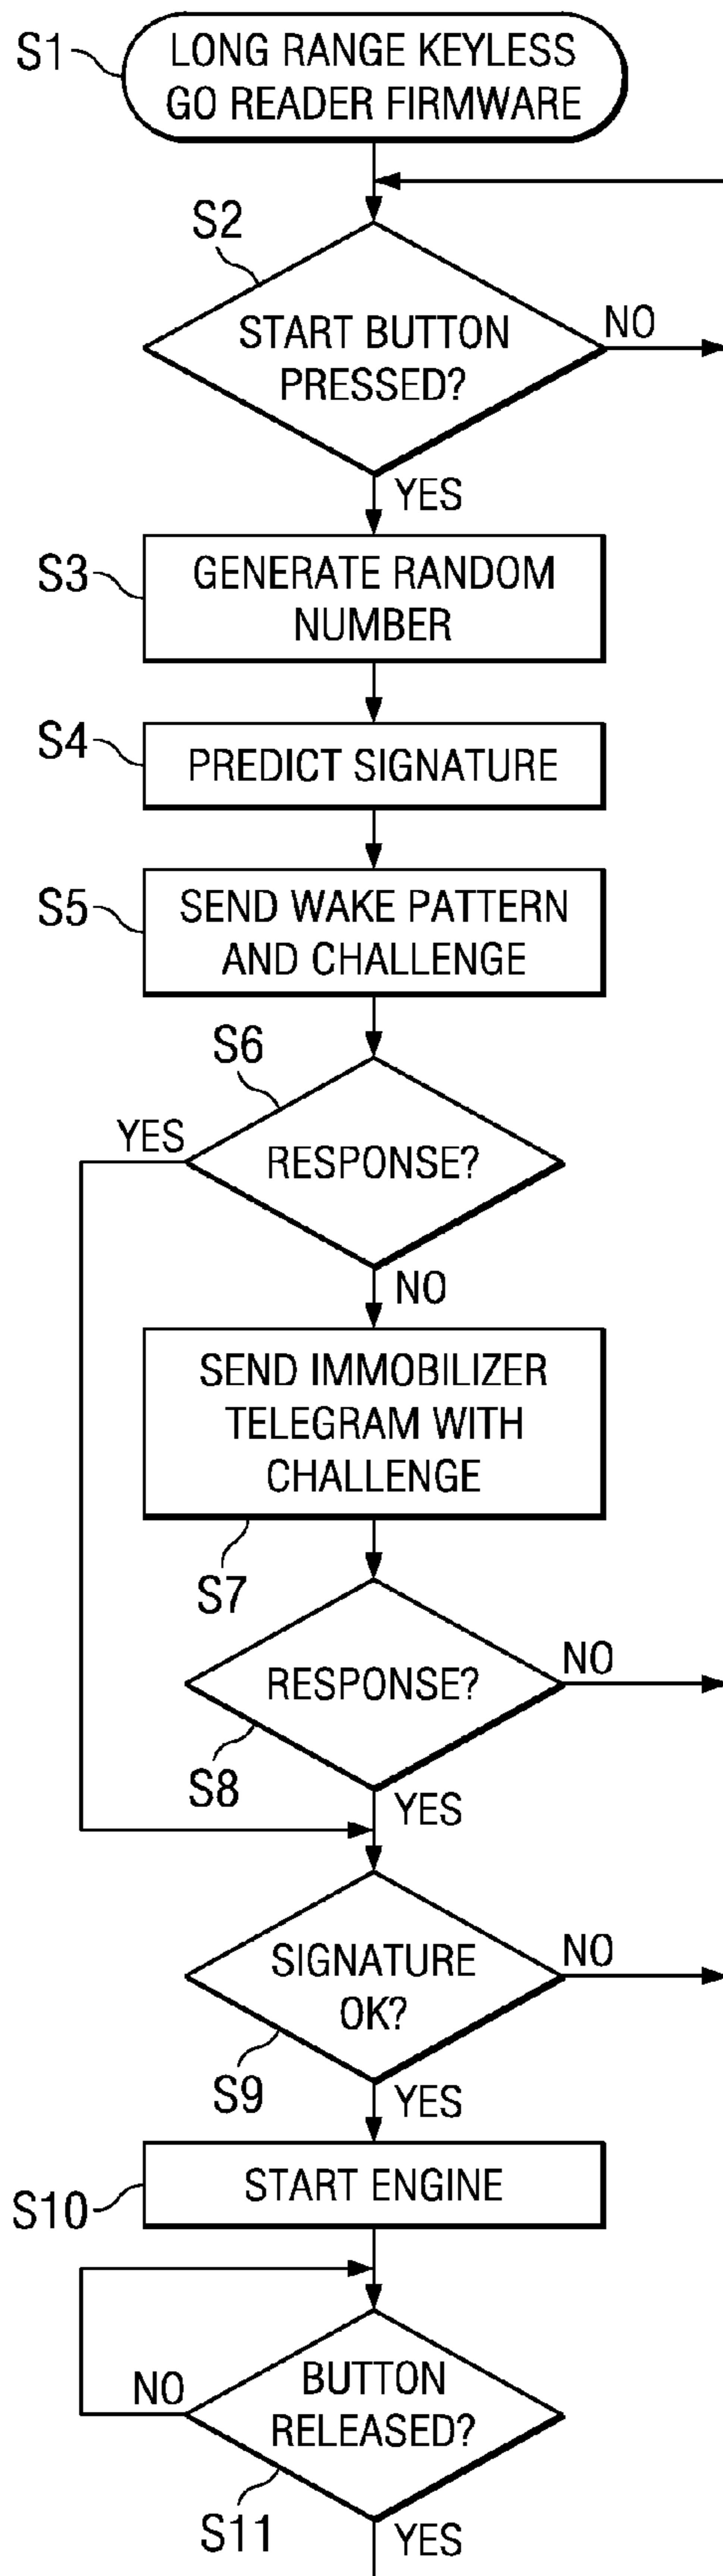 S1
LONG RANGE KEYLESS
GO READER FIRMWARE
S2
START BUTTON
PRESSED?
NO
YES
S3
GENERATE RANDOM
NUMBER
S4
PREDICT SIGNATURE
S5
SEND WAKE PATTERN
AND CHALLENGE
S6
YES
RESPONSE?
NO
SEND IMMOBILIZER
TELEGRAM WITH
CHALLENGE
S7
RESPONSE?
NO
S8
YES
SIGNATURE
OK?
NO
S9
YES
START ENGINE
S10
BUTTON
RELEASED?
NO
S11
YES